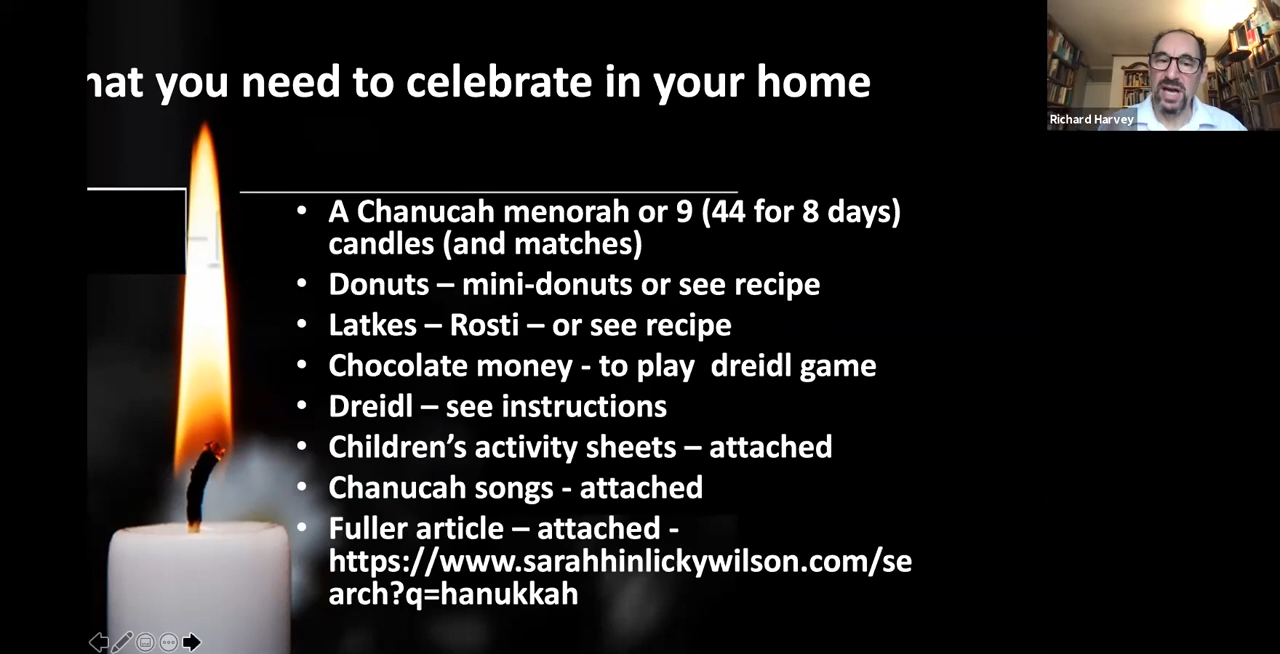 hat you need to celebrate in your home
Richard Harvey
• A Chanucah menorah or 9 (44 for 8 days)
candles (and matches)
• Donuts – mini-donuts or see recipe
• Latkes – Rosti – or see recipe
• Chocolate money - to play  dreidl game
• Dreidl – see instructions
• Children’s activity sheets – attached
• Chanucah songs - attached
• Fuller article – attached -
https://www.sarahhinlickywilson.com/se
arch?q=hanukkah